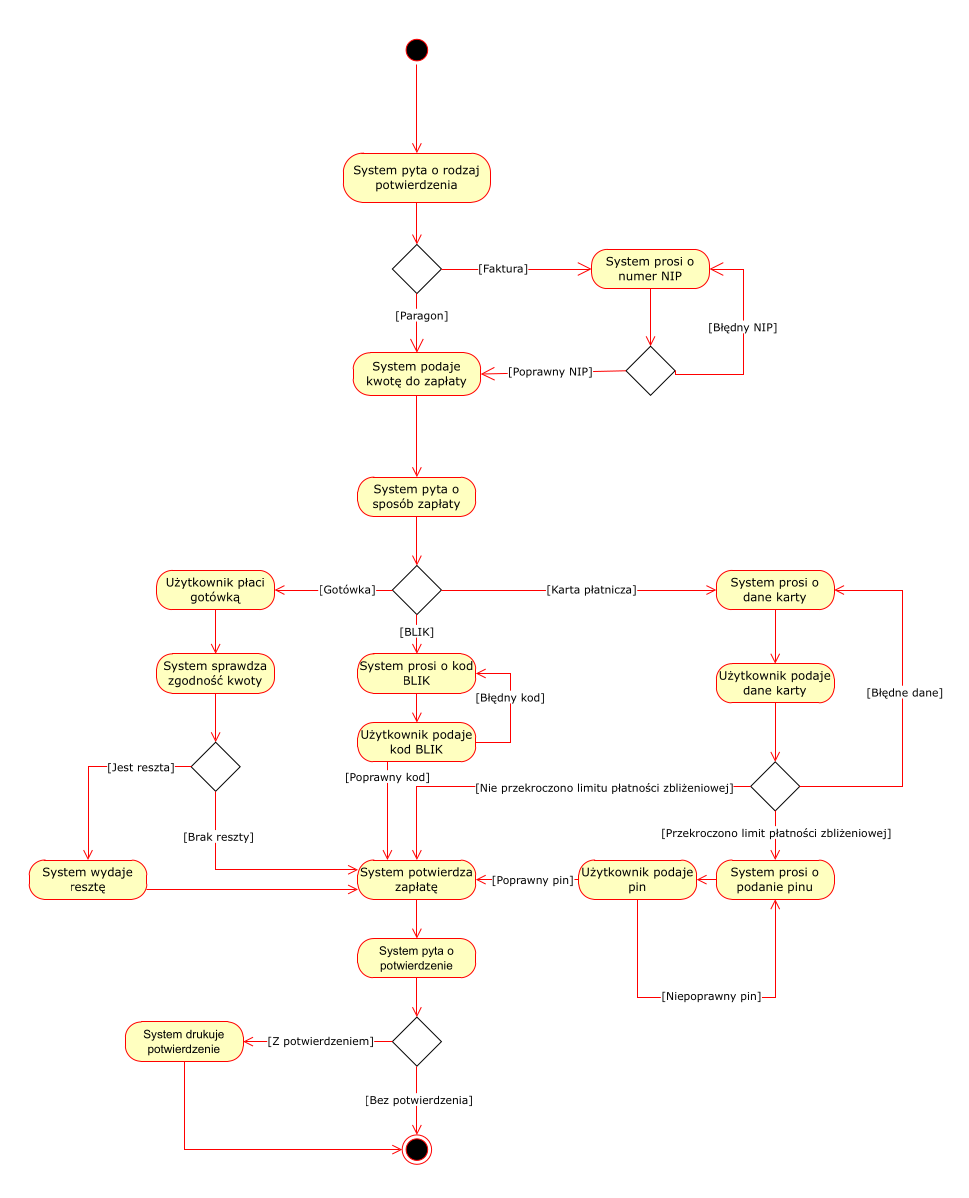 System pyta o rodzaj
potwierdzenia
[Faktura]
System prosi o
numer NIP
[Paragon]
[Błędny NIP]
System podaje
kwotę do zapłaty
[Poprawny NIP]
System pyta o
sposób zapłaty
Użytkownik płaci
gotówką
[Gotówka]
[Karta płatnicza]
System prosi o
dane karty
[BLIK]
System sprawdza
zgodność kwoty
System prosi o kod
BLIK
[Błędny kod]
Użytkownik podaje
dane karty
[Błędne dane]
Użytkownik podaje
kod BLIK
[Jest reszta]
[Poprawny kod]
[Nie przekroczono limitu płatności zbliżeniowej]
[Brak reszty]
[Przekroczono limit płatności zbliżeniowej]
System wydaje
resztę
System potwierdza
zapłatę
[Poprawny pin]
Użytkownik podaje
pin
System prosi o
podanie pinu
System pyta o
potwierdzenie
[Niepoprawny pin]
System drukuje
potwierdzenie
[Z potwierdzeniem]
[Bez potwierdzenia]